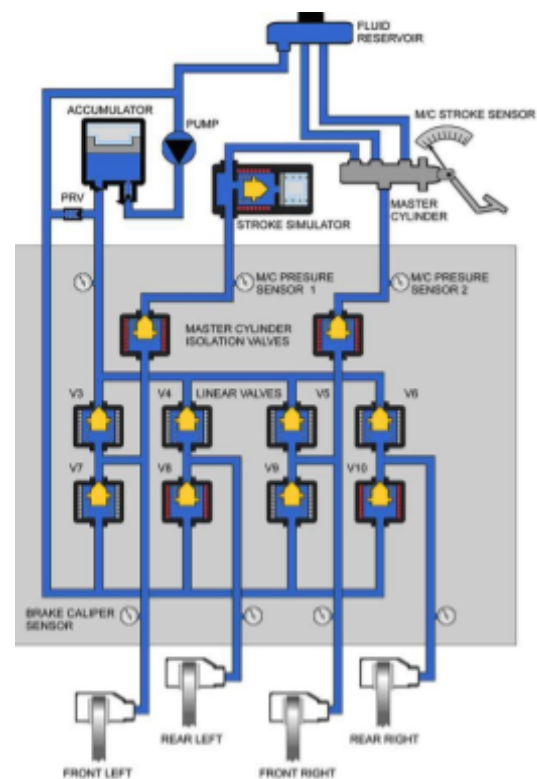 FLUID
RESERVOIR
ACCUMULATOR
PUMP
M/C STROKE SENSOR
PRV
STROKE SIMULATOR
MASTER
CYLINDER
M/C PRESURE
SENSOR 1
M/C PRESURE
SENSOR 2
MASTER CYLINDER
ISOLATION VALVES
V3
V4
LINEAR VALVES
V5
V6
V7
V8
V9
V10
BRAKE CALIPER
SENSOR
REAR LEFT
REAR RIGHT
FRONT LEFT
FRONT RIGHT